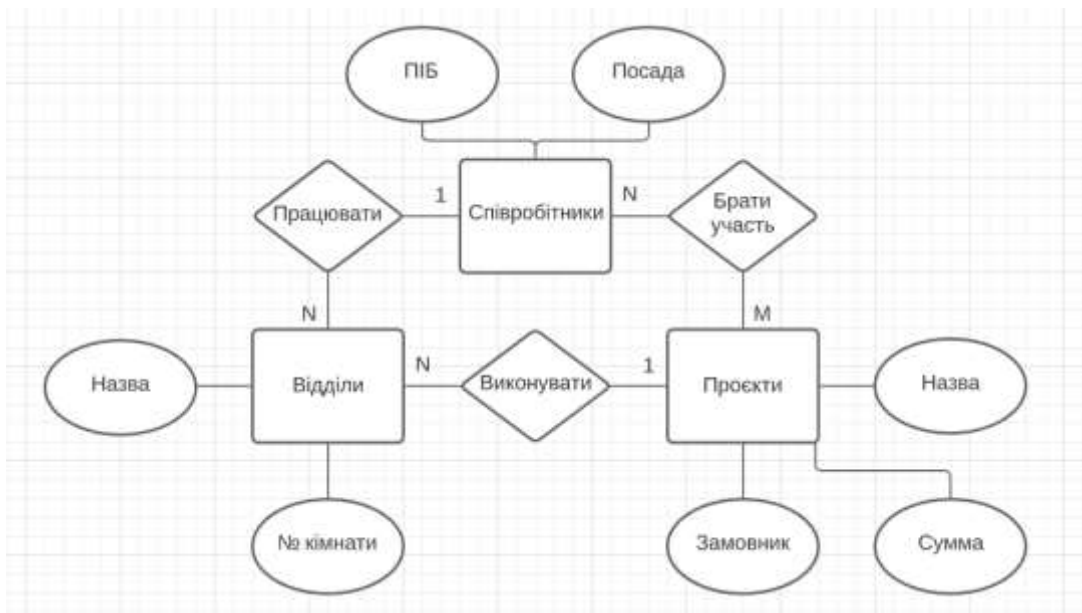 ПІБ
Посада
Працювати
1
Співробітники
N
Брати
участь
N
M
Назва
Відділи
N
Виконувати
1
Проєкти
Назва
№ кімнати
Замовник
Сумма